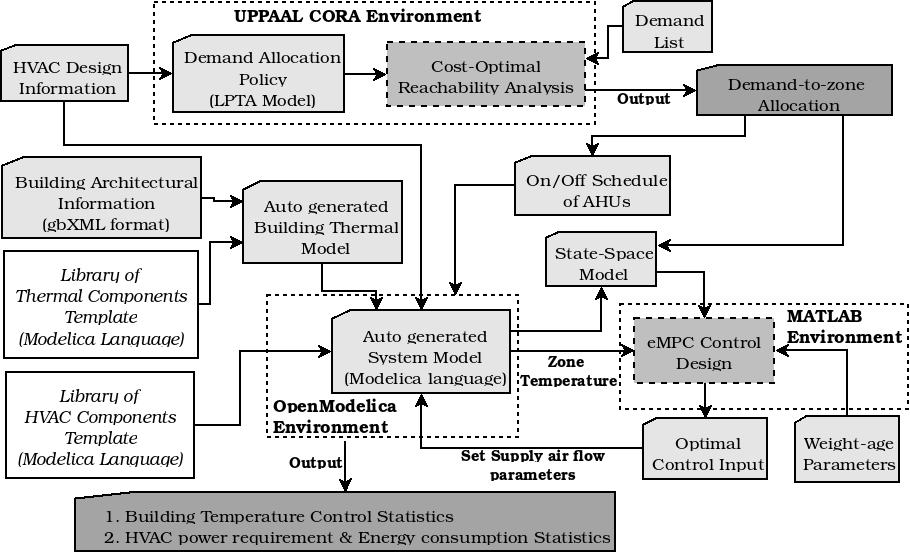 UPPAAL CORA Environment
Demand
List
HVAC Design
Information
Demand Allocation
Policy
(LPTA Model)
Cost-Optimal
Reachability Analysis
Output
Demand-to-zone
Allocation
Building Architectural
Information
(gbXML format)
Auto generated
Building Thermal
Model
On/Off Schedule
of AHUs
State-Space
Model
Library of
Thermal Components
Template
(Modelica Language)
Auto generated
System Model
(Modelica language)
Zone
Temperature
MATLAB
Environment
eMPC Control
Design
Library of
HVAC Components
Template
(Modelica Language)
OpenModelica
Environment
Output
Set Supply air flow
parameters
Optimal
Control Input
Weight-age
Parameters
1. Building Temperature Control Statistics
2. HVAC power requirement & Energy consumption Statistics